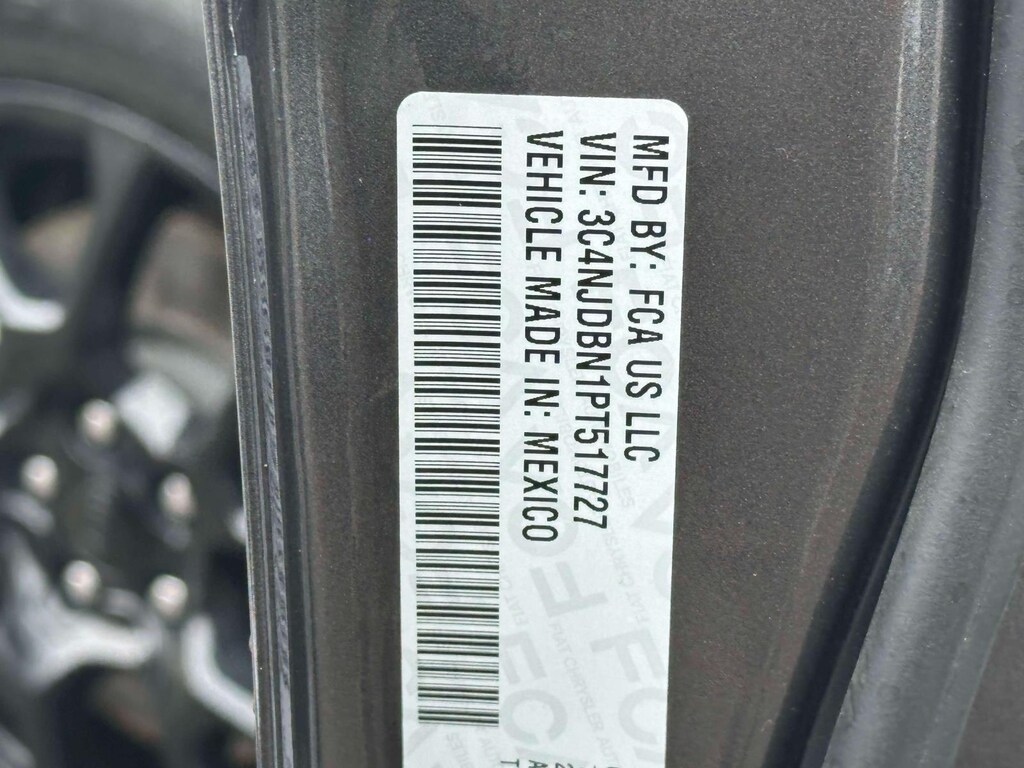 MFD BY: FCA US LLC
VIN: 3C4NJDBN1PT517727
VEHICLE MADE IN: MEXICO